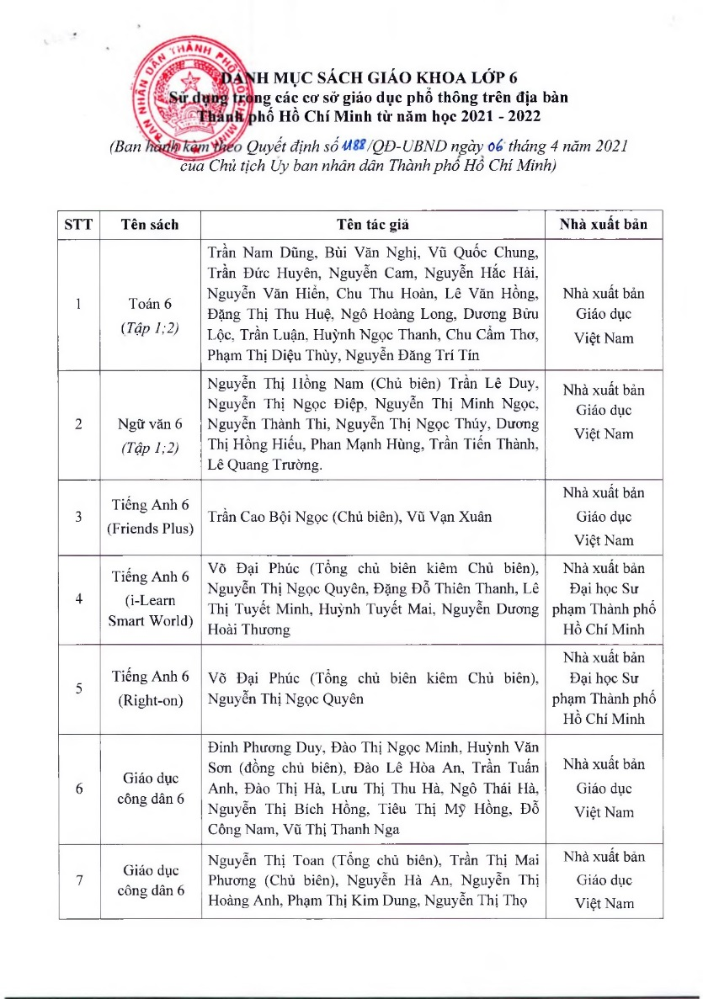 DANH MỤC SÁCH GIÁO KHOA LỚP 6
Sử dụng trong các cơ sở giáo dục phổ thông trên địa bàn
Thành phố Hồ Chí Minh từ năm học 2021 - 2022
(Ban hành kèm theo Quyết định số 1188/QĐ-UBND ngày 06 tháng 4 năm 2021
của Chủ tịch Ủy ban nhân dân Thành phố Hồ Chí Minh)
ỦY BAN NHÂN DÂN THÀNH PHỐ HỒ CHÍ MINH
STT Tên sách Tên tác giả Nhà xuất bản
1
Toán 6
(Tập 1;2)
Trần Nam Dũng, Bùi Văn Nghị, Vũ Quốc Chung,
Trần Đức Huyên, Nguyễn Cam, Nguyễn Hắc Hải,
Nguyễn Văn Hiển, Chu Thu Hoàn, Lê Văn Hồng,
Đặng Thị Thu Huệ, Ngô Hoàng Long, Dương Bửu
Lộc, Trần Luận, Huỳnh Ngọc Thanh, Chu Cẩm Thơ,
Phạm Thị Diệu Thùy, Nguyễn Đăng Trí Tín
Nhà xuất bản
Giáo dục
Việt Nam
2
Ngữ văn 6
(Tập 1;2)
Nguyễn Thị Hồng Nam (Chủ biên) Trần Lê Duy,
Nguyễn Thị Ngọc Điệp, Nguyễn Thị Minh Ngọc,
Nguyễn Thành Thi, Nguyễn Thị Ngọc Thúy, Dương
Thị Hồng Hiếu, Phan Mạnh Hùng, Trần Tiến Thành,
Lê Quang Trường.
Nhà xuất bản
Giáo dục
Việt Nam
3
Tiếng Anh 6
(Friends Plus)
Trần Cao Bội Ngọc (Chủ biên), Vũ Vạn Xuân
Nhà xuất bản
Giáo dục
Việt Nam
4
Tiếng Anh 6
(i-Learn
Smart World)
Võ Đại Phúc (Tổng chủ biên kiêm Chủ biên),
Nguyễn Thị Ngọc Quyên, Đặng Đỗ Thiên Thanh, Lê
Thị Tuyết Minh, Huỳnh Tuyết Mai, Nguyễn Dương
Hoài Thương
Nhà xuất bản
Đại học Sư
phạm Thành phố
Hồ Chí Minh
5
Tiếng Anh 6
(Right-on)
Võ Đại Phúc (Tổng chủ biên kiêm Chủ biên),
Nguyễn Thị Ngọc Quyên
Nhà xuất bản
Đại học Sư
phạm Thành phố
Hồ Chí Minh
6
Giáo dục
công dân 6
Đinh Phương Duy, Đào Thị Ngọc Minh, Huỳnh Văn
Sơn (đồng chủ biên), Đào Lê Hòa An, Trần Tuấn
Anh, Đào Thị Hà, Lưu Thị Thu Hà, Ngô Thái Hà,
Nguyễn Thị Bích Hồng, Tiêu Thị Mỹ Hồng, Đỗ
Công Nam, Vũ Thị Thanh Nga
Nhà xuất bản
Giáo dục
Việt Nam
7
Giáo dục
công dân 6
Nguyễn Thị Toan (Tổng chủ biên), Trần Thị Mai
Phương (Chủ biên), Nguyễn Hà An, Nguyễn Thị
Hoàng Anh, Phạm Thị Kim Dung, Nguyễn Thị Thọ
Nhà xuất bản
Giáo dục
Việt Nam